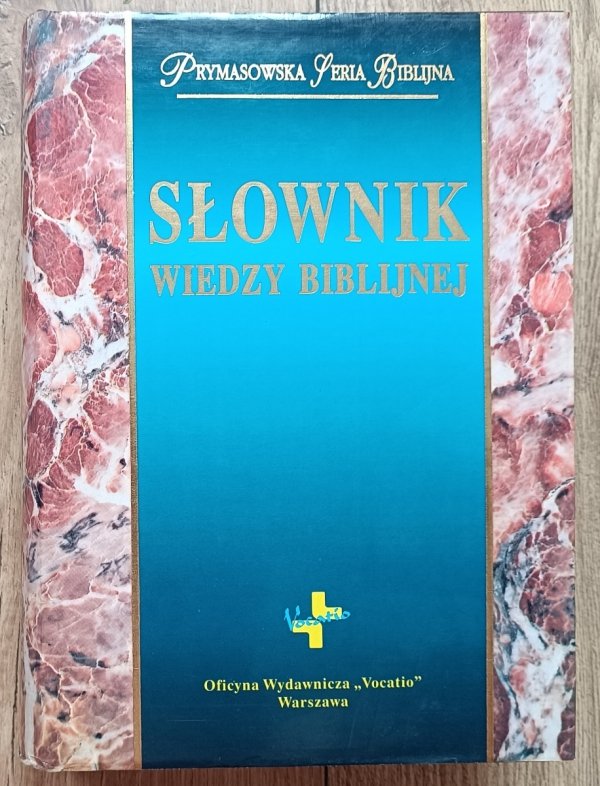 PRYMASOWSKA SERIA BIBLIJNA
SŁOWNIK
WIEDZY BIBLIJNEJ
Vocatio
Oficyna Wydawnicza „Vocatio”
Warszawa